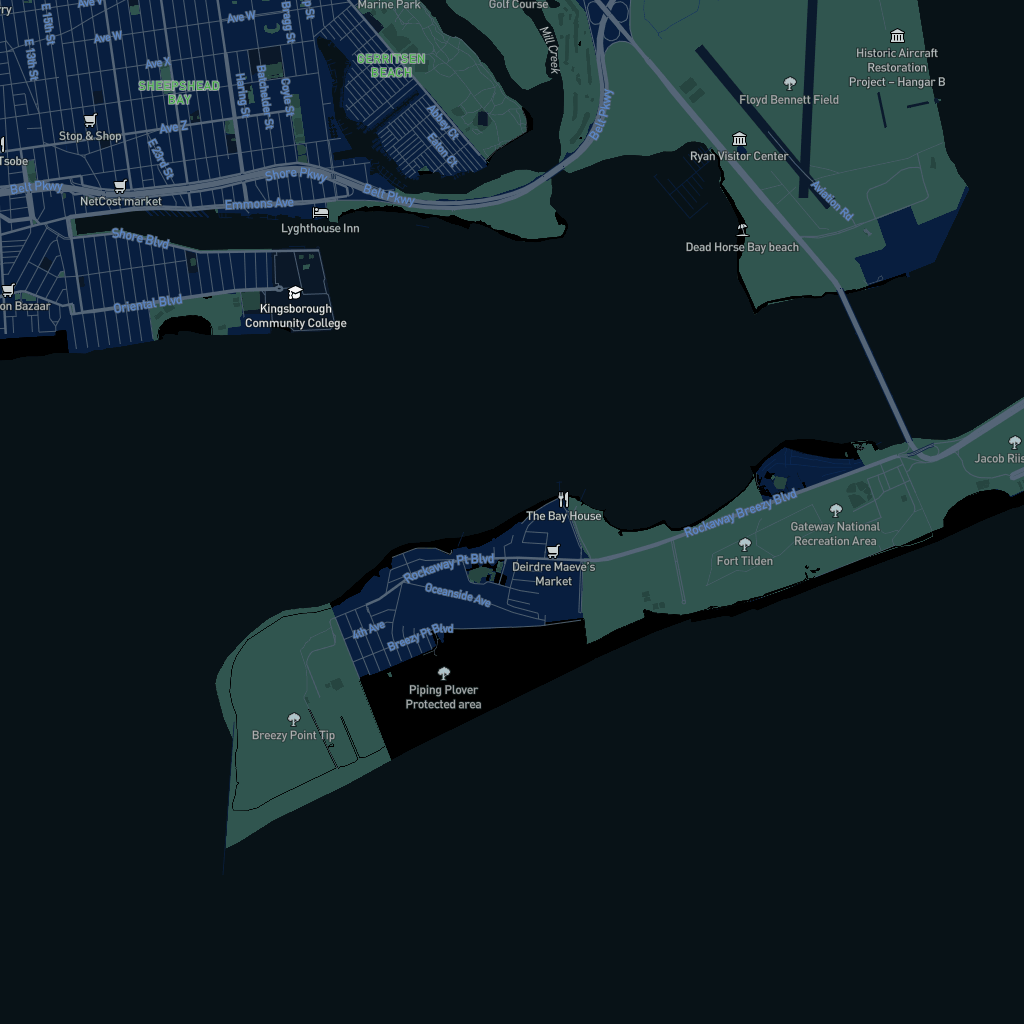 Marine Park
Golf Course
Mill Creek
Historic Aircraft
Restoration
Project – Hangar B
E 15th St
E 13th St
Ave W
Ave W
Bragg St
GERRITSEN
BEACH
Ave X
SHEEPSHEAD
BAY
Haring St
Batchelder St
Coyle St
Floyd Bennett Field
Belt Pkwy
Stop & Shop
Ave Z
E 23rd St
Abbey Ct
Eaton Ct
Ryan Visitor Center
Tsobe
Belt Pkwy
NetCost market
Shore Pkwy
Belt Pkwy
Emmons Ave
Aviation Rd
Lyghthouse Inn
Shore Blvd
Dead Horse Bay beach
Oriental Blvd
on Bazaar
Kingsborough
Community College
Jacob Riis
The Bay House
Rockaway Breezy Blvd
Gateway National
Recreation Area
Fort Tilden
Rockaway Pt Blvd
Deirdre Maeve's
Market
Oceanside Ave
4th Ave
Breezy Pt Blvd
Piping Plover
Protected area
Breezy Point Tip